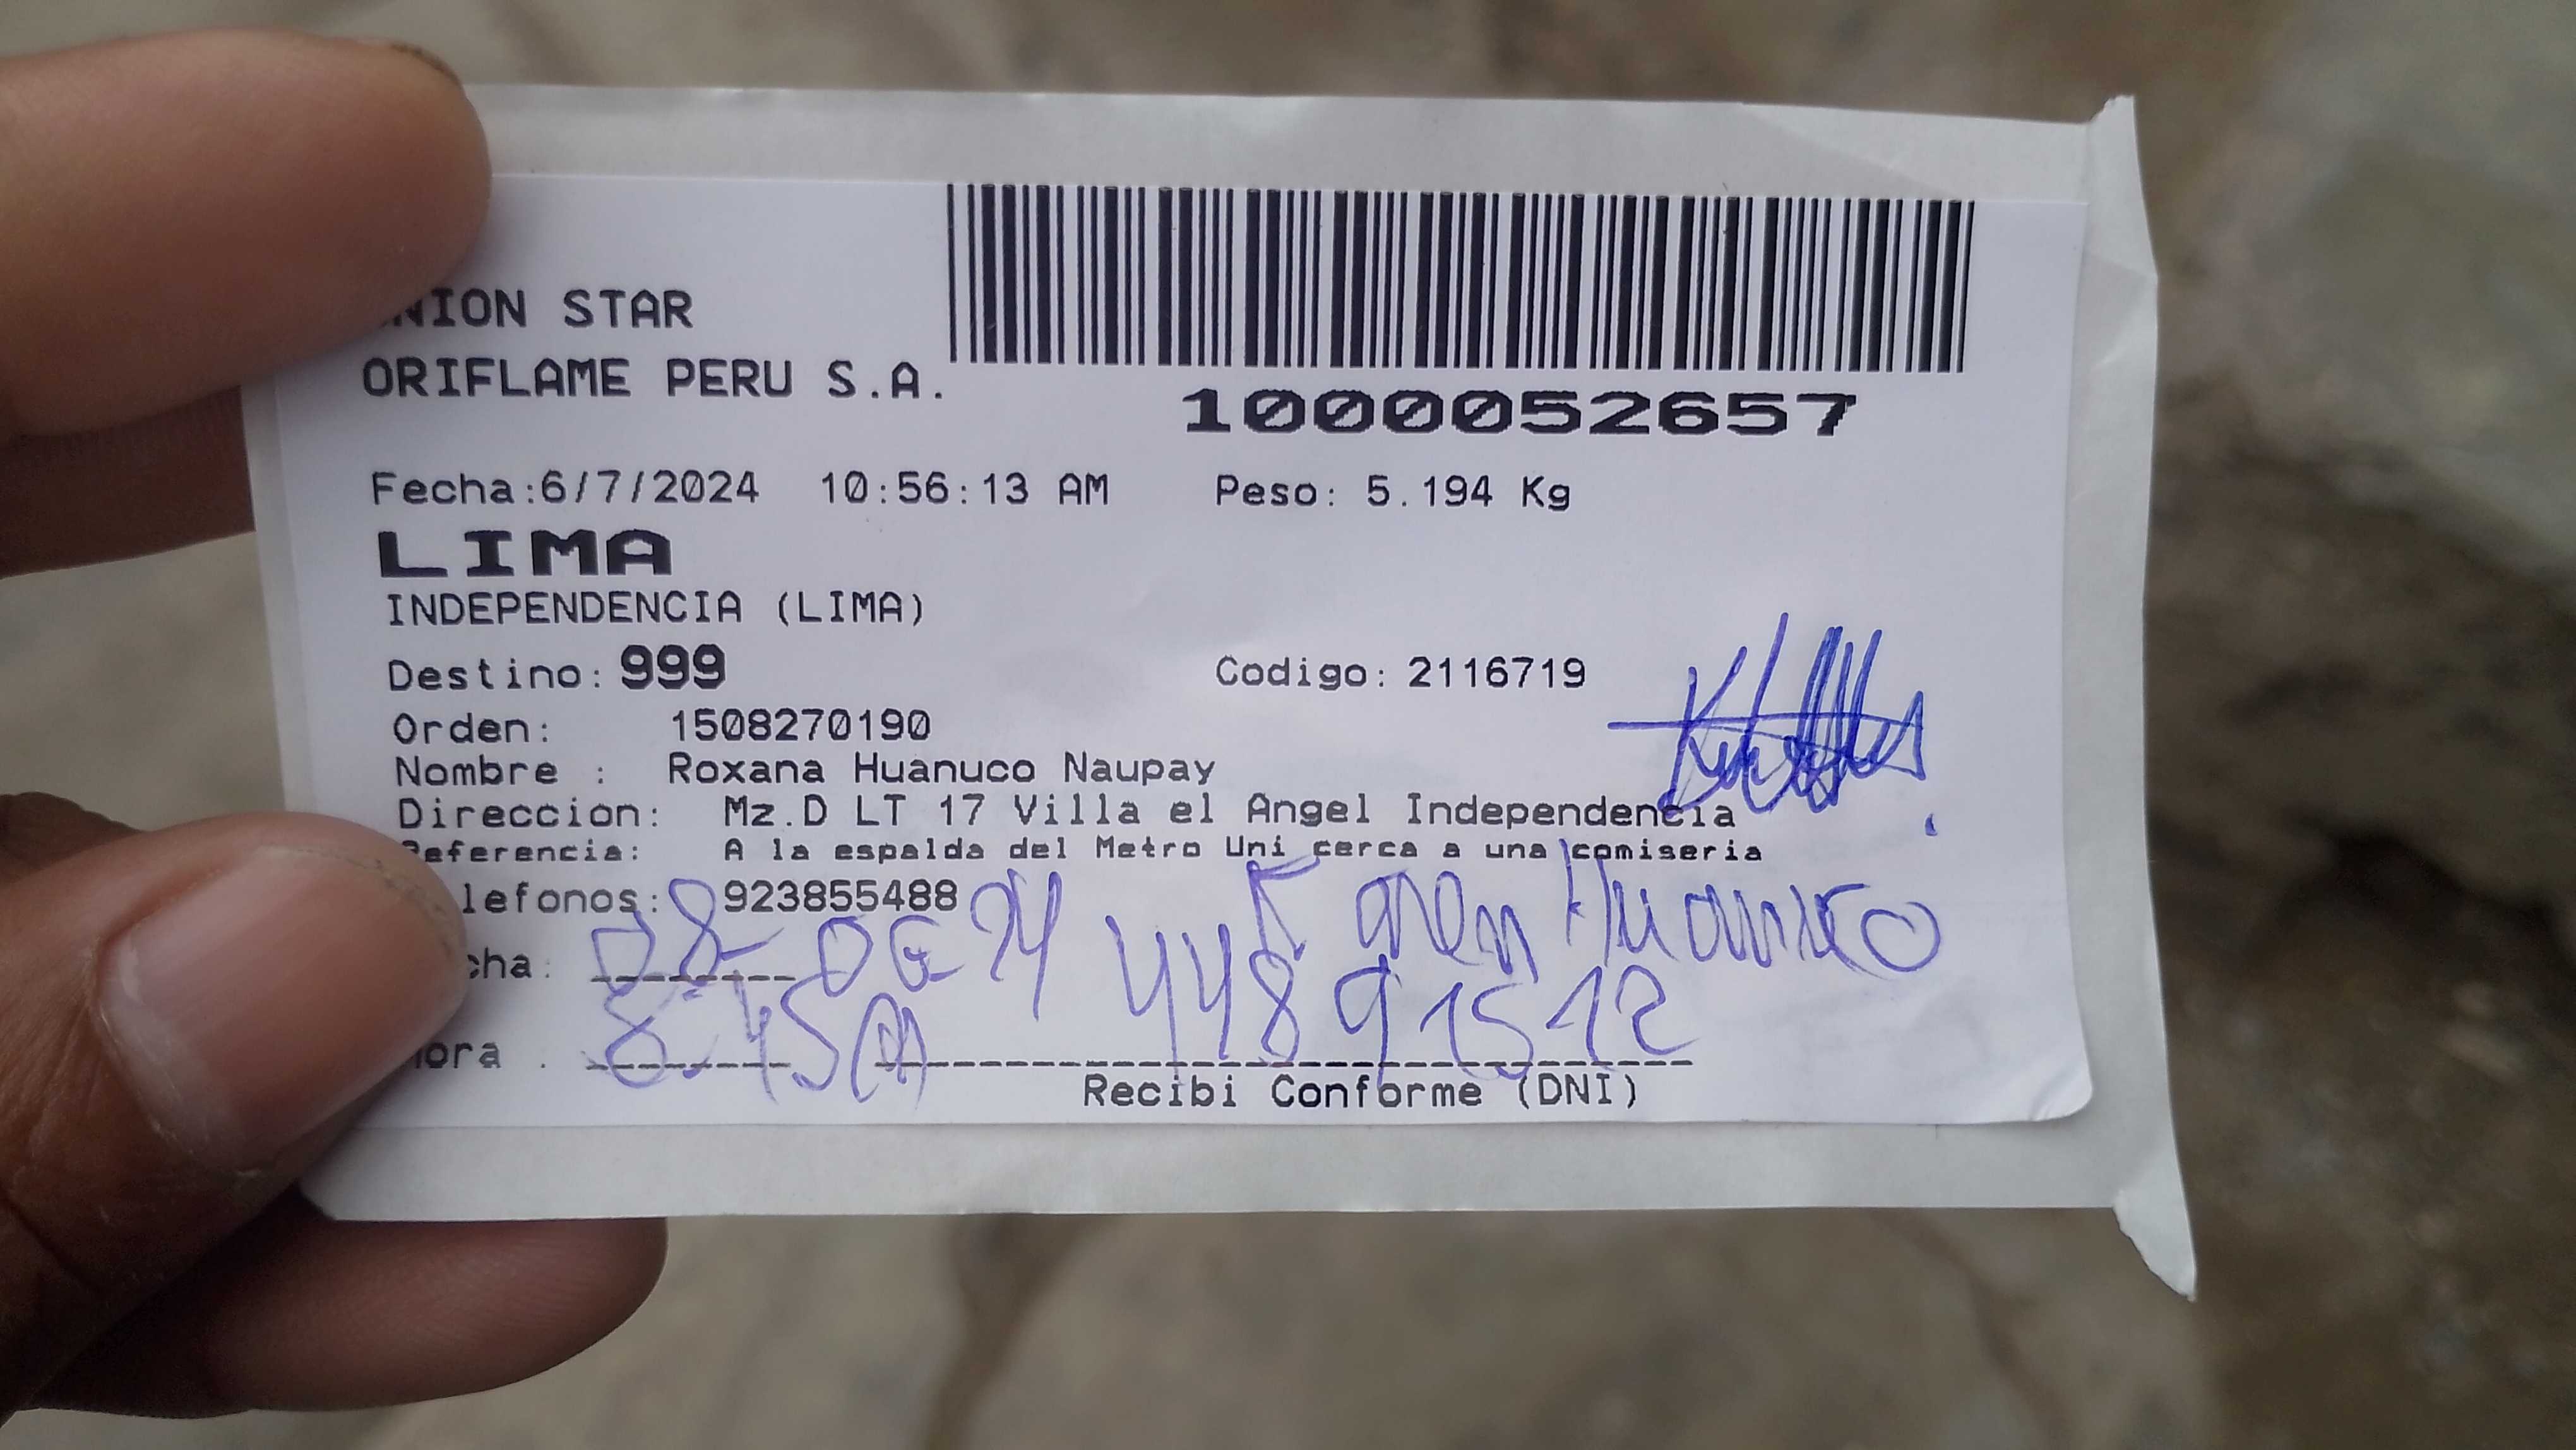 NION STAR
ORIFLAME PERU S.A.
1000052657
Fecha:6/7/2024 10:56:13 AM Peso: 5.194 Kg
LIMA
INDEPENDENCIA (LIMA)
Destino: 999 Codigo: 2116719
Orden: 1508270190
Nombre : Roxana Huanuco Naupay
Direccion: Mz.D LT 17 Villa el Angel Independencia
Referencia: A la espalda del Metro Uni cerca a una comiseria
lefonos: 923855488
Karen Huanuco
cha: 08-06 24
44891512
ora : 8:45 A
Recibi Conforme (DNI)